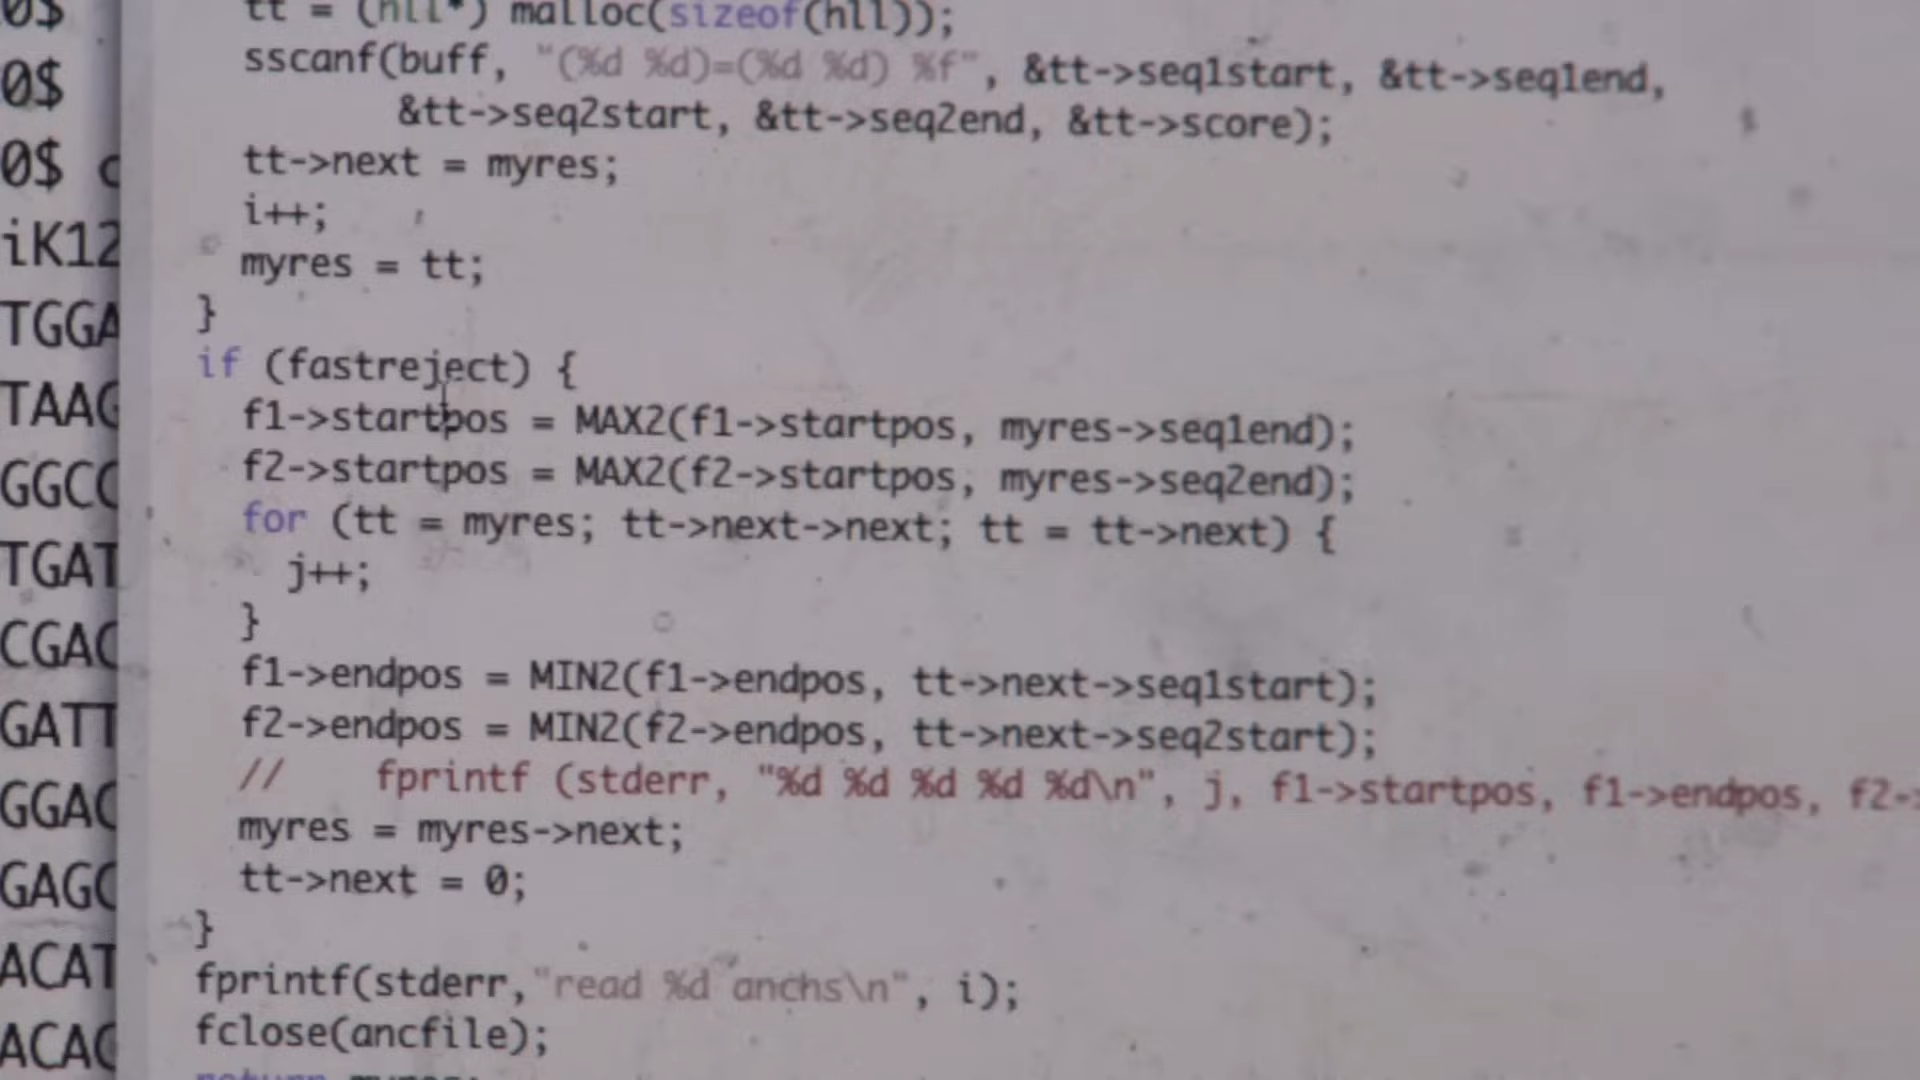 0$
0$
0$ c
iK12
TGGA
TAAG
GGCC
TGAT
CGAC
GATT
GGAC
GAGC
ACAT
ACAC
tt = (hll*) malloc(sizeof(hll));
sscanf(buff, "(%d %d)=(%d %d) %f", &tt->seq1start, &tt->seq1end,
&tt->seq2start, &tt->seq2end, &tt->score);
tt->next = myres;
i++;
myres = tt;
}
if (fastreject) {
f1->startpos = MAX2(f1->startpos, myres->seq1end);
f2->startpos = MAX2(f2->startpos, myres->seq2end);
for (tt = myres; tt->next->next; tt = tt->next) {
j++;
}
f1->endpos = MIN2(f1->endpos, tt->next->seq1start);
f2->endpos = MIN2(f2->endpos, tt->next->seq2start);
// fprintf (stderr, "%d %d %d %d %d\n", j, f1->startpos, f1->endpos, f2->
myres = myres->next;
tt->next = 0;
}
fprintf(stderr,"read %d anchs\n", i);
fclose(ancfile);
return myres;